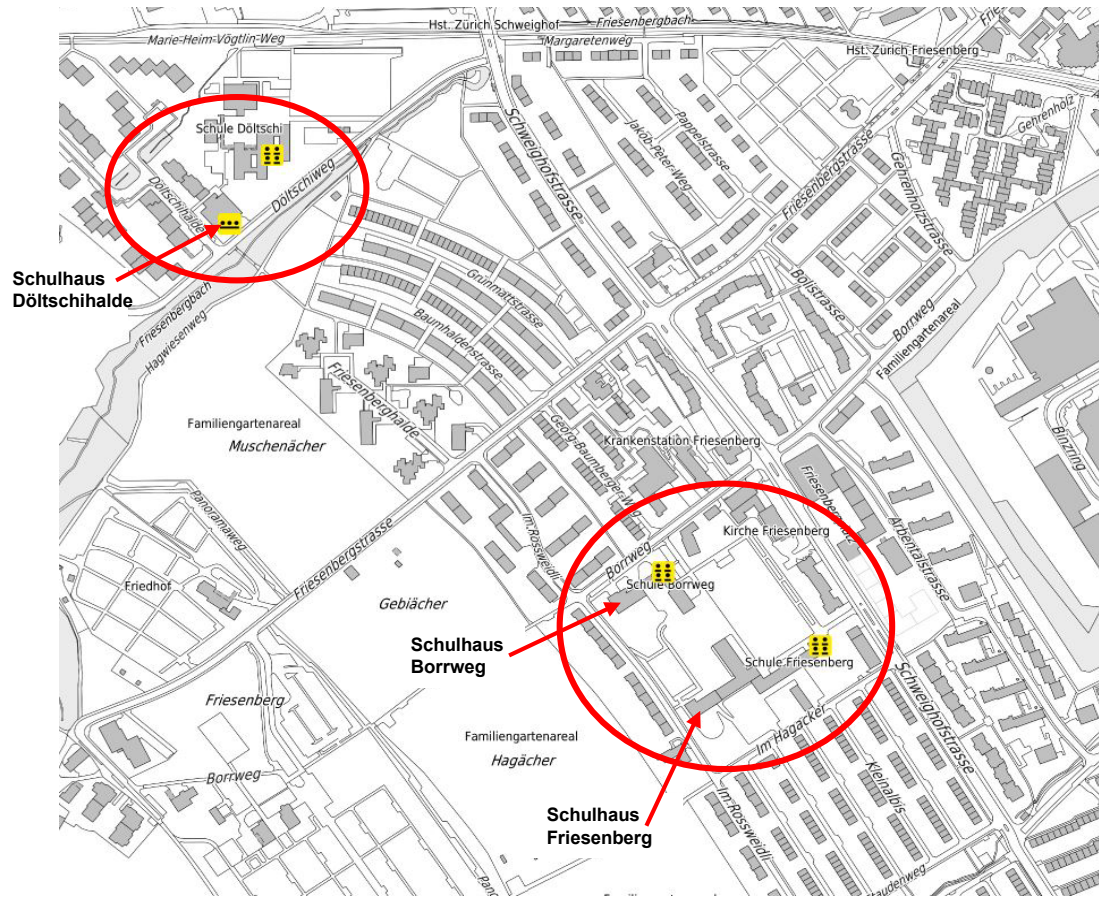 Hst. Zürich Schweighof
Friesenbergbach
Marie-Heim-Vögtlin-Weg
Margaretenweg
Hst. Zürich Friesenberg
Schule Döltschi
Döltschiweg
Döltschihalde
Schweighofstrasse
Jakob-Peter-Weg
Pappelstrasse
Friesenbergstrasse
Gehrenholz
Gehrenholzstrasse
Schulhaus
Döltschihalde
Friesenbergbach
Hagwiesenweg
Grünmattstrasse
Baumhaldenstrasse
Bolistrasse
Borrweg
Familiengartenareal
Friesenberghalde
Familiengartenareal
Muschenächer
Georg-Baumberger-Weg
Krankenstation Friesenberg
Binzring
Friesenbergplatz
Arbentalstrasse
Panoramaweg
Im Rossweidli
Friesenbergstrasse
Kirche Friesenberg
Borrweg
Friedhof
Schule Borrweg
Gebiächer
Schulhaus
Borrweg
Schule Friesenberg
Friesenberg
Schweighofstrasse
Im Hagacker
Familiengartenareal
Hagächer
Borrweg
Kleinalbis
Schulhaus
Friesenberg
Im Rossweidli